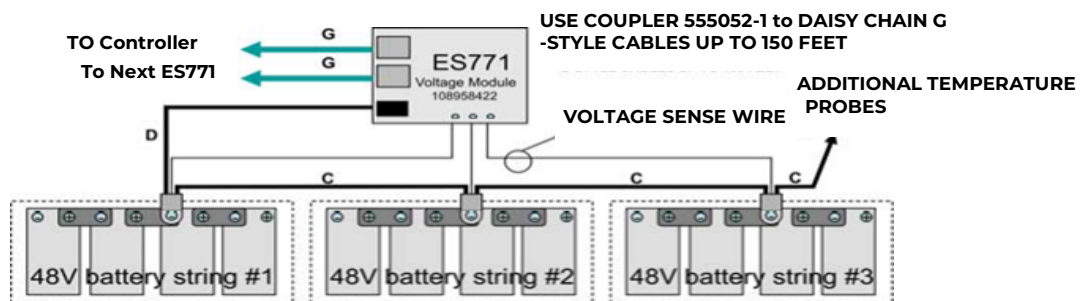 USE COUPLER 555052-1 to DAISY CHAIN G
-STYLE CABLES UP TO 150 FEET
TO Controller
To Next ES771
G
G
ES771
Voltage Module
108958422
ADDITIONAL TEMPERATURE
PROBES
VOLTAGE SENSE WIRE
D
C
C
C
48V battery string #1
48V battery string #2
48V battery string #3